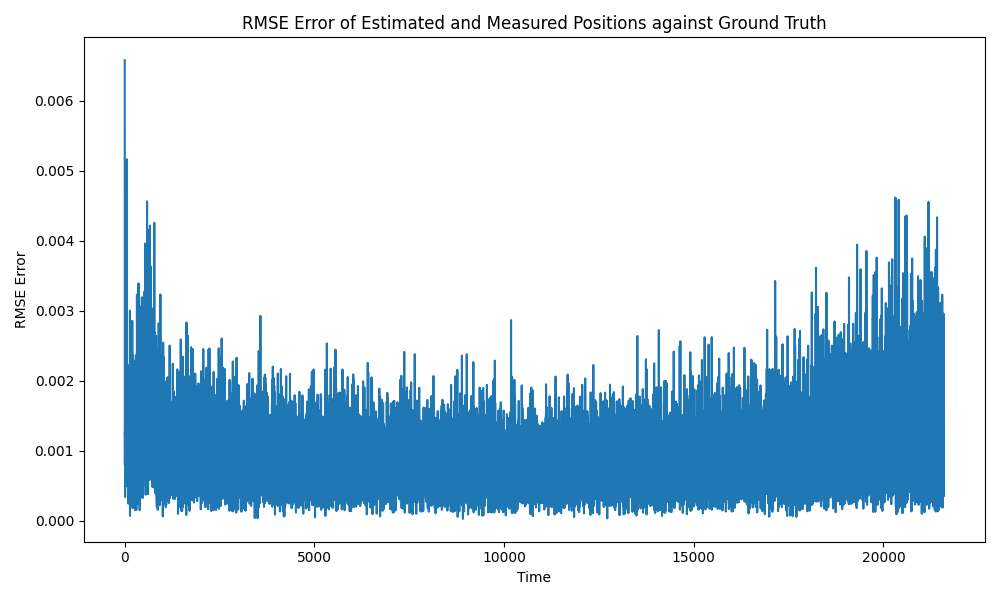 RMSE Error of Estimated and Measured Positions against Ground Truth
RMSE Error
0.006
0.005
0.004
0.003
0.002
0.001
0.000
0 5000 10000 15000 20000
Time